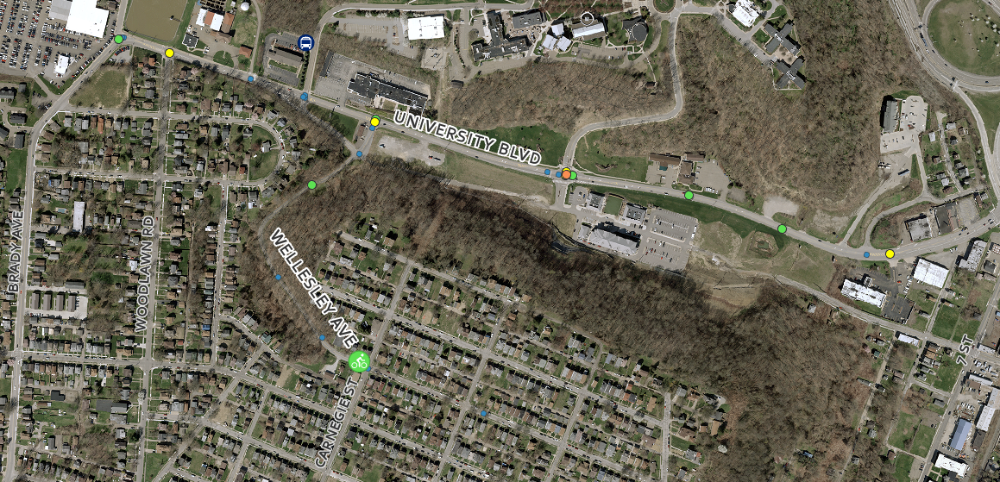 UNIVERSITY BLVD
BRADY AVE
WOODLAWN RD
WELLESLEY AVE
CARNEGIE ST
7 ST